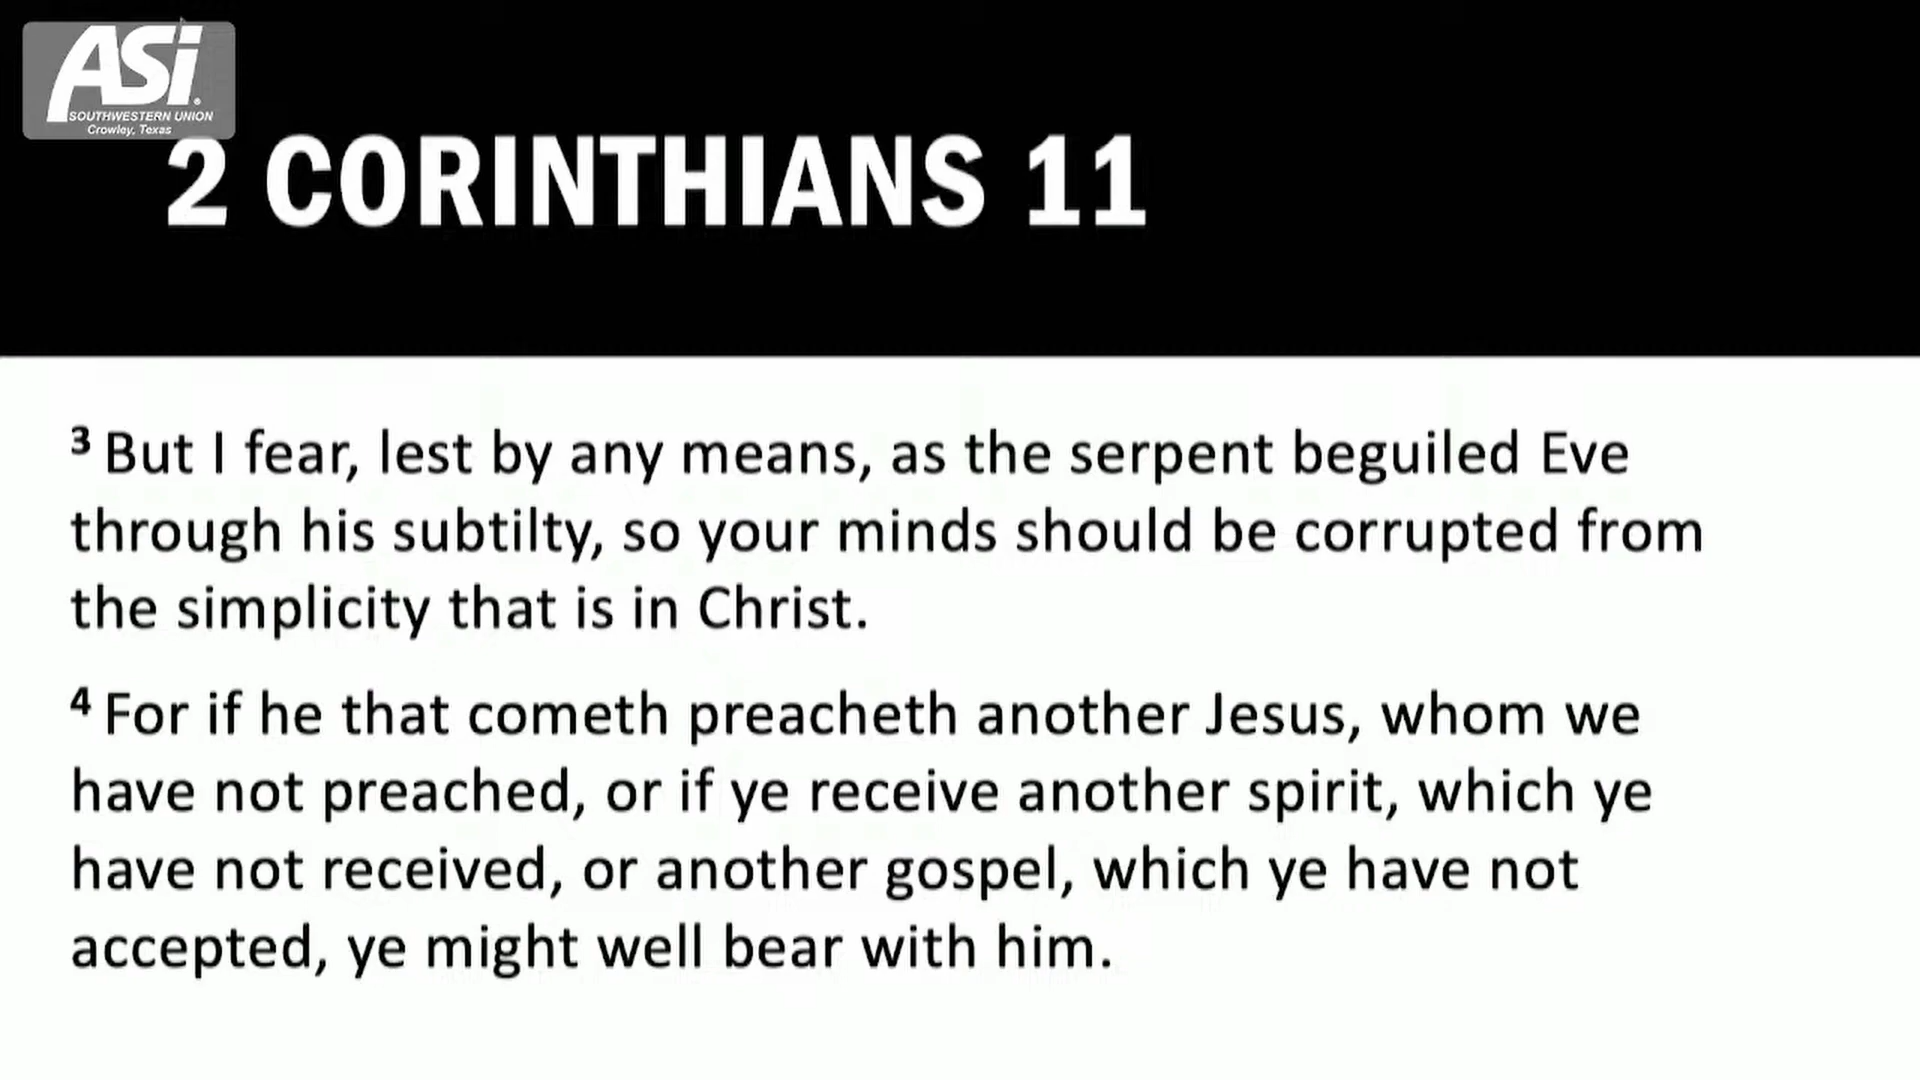 ASi.
SOUTHWESTERN UNION
Crowley, Texas
2 CORINTHIANS 11
3 But I fear, lest by any means, as the serpent beguiled Eve
through his subtilty, so your minds should be corrupted from
the simplicity that is in Christ.
4 For if he that cometh preacheth another Jesus, whom we
have not preached, or if ye receive another spirit, which ye
have not received, or another gospel, which ye have not
accepted, ye might well bear with him.